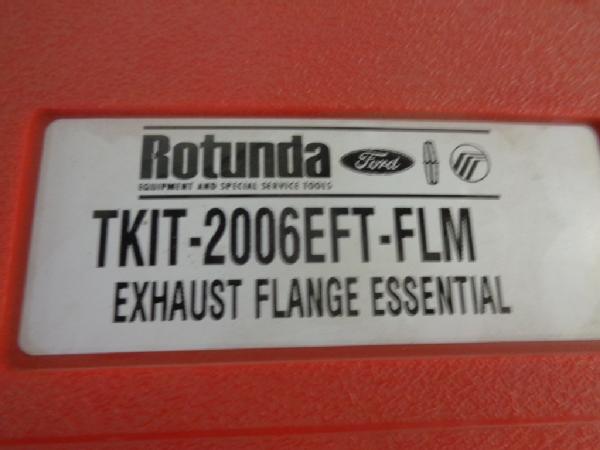 Rotunda Ford
EQUIPMENT AND SPECIAL SERVICE TOOLS
TKIT-2006EFT-FLM
EXHAUST FLANGE ESSENTIAL